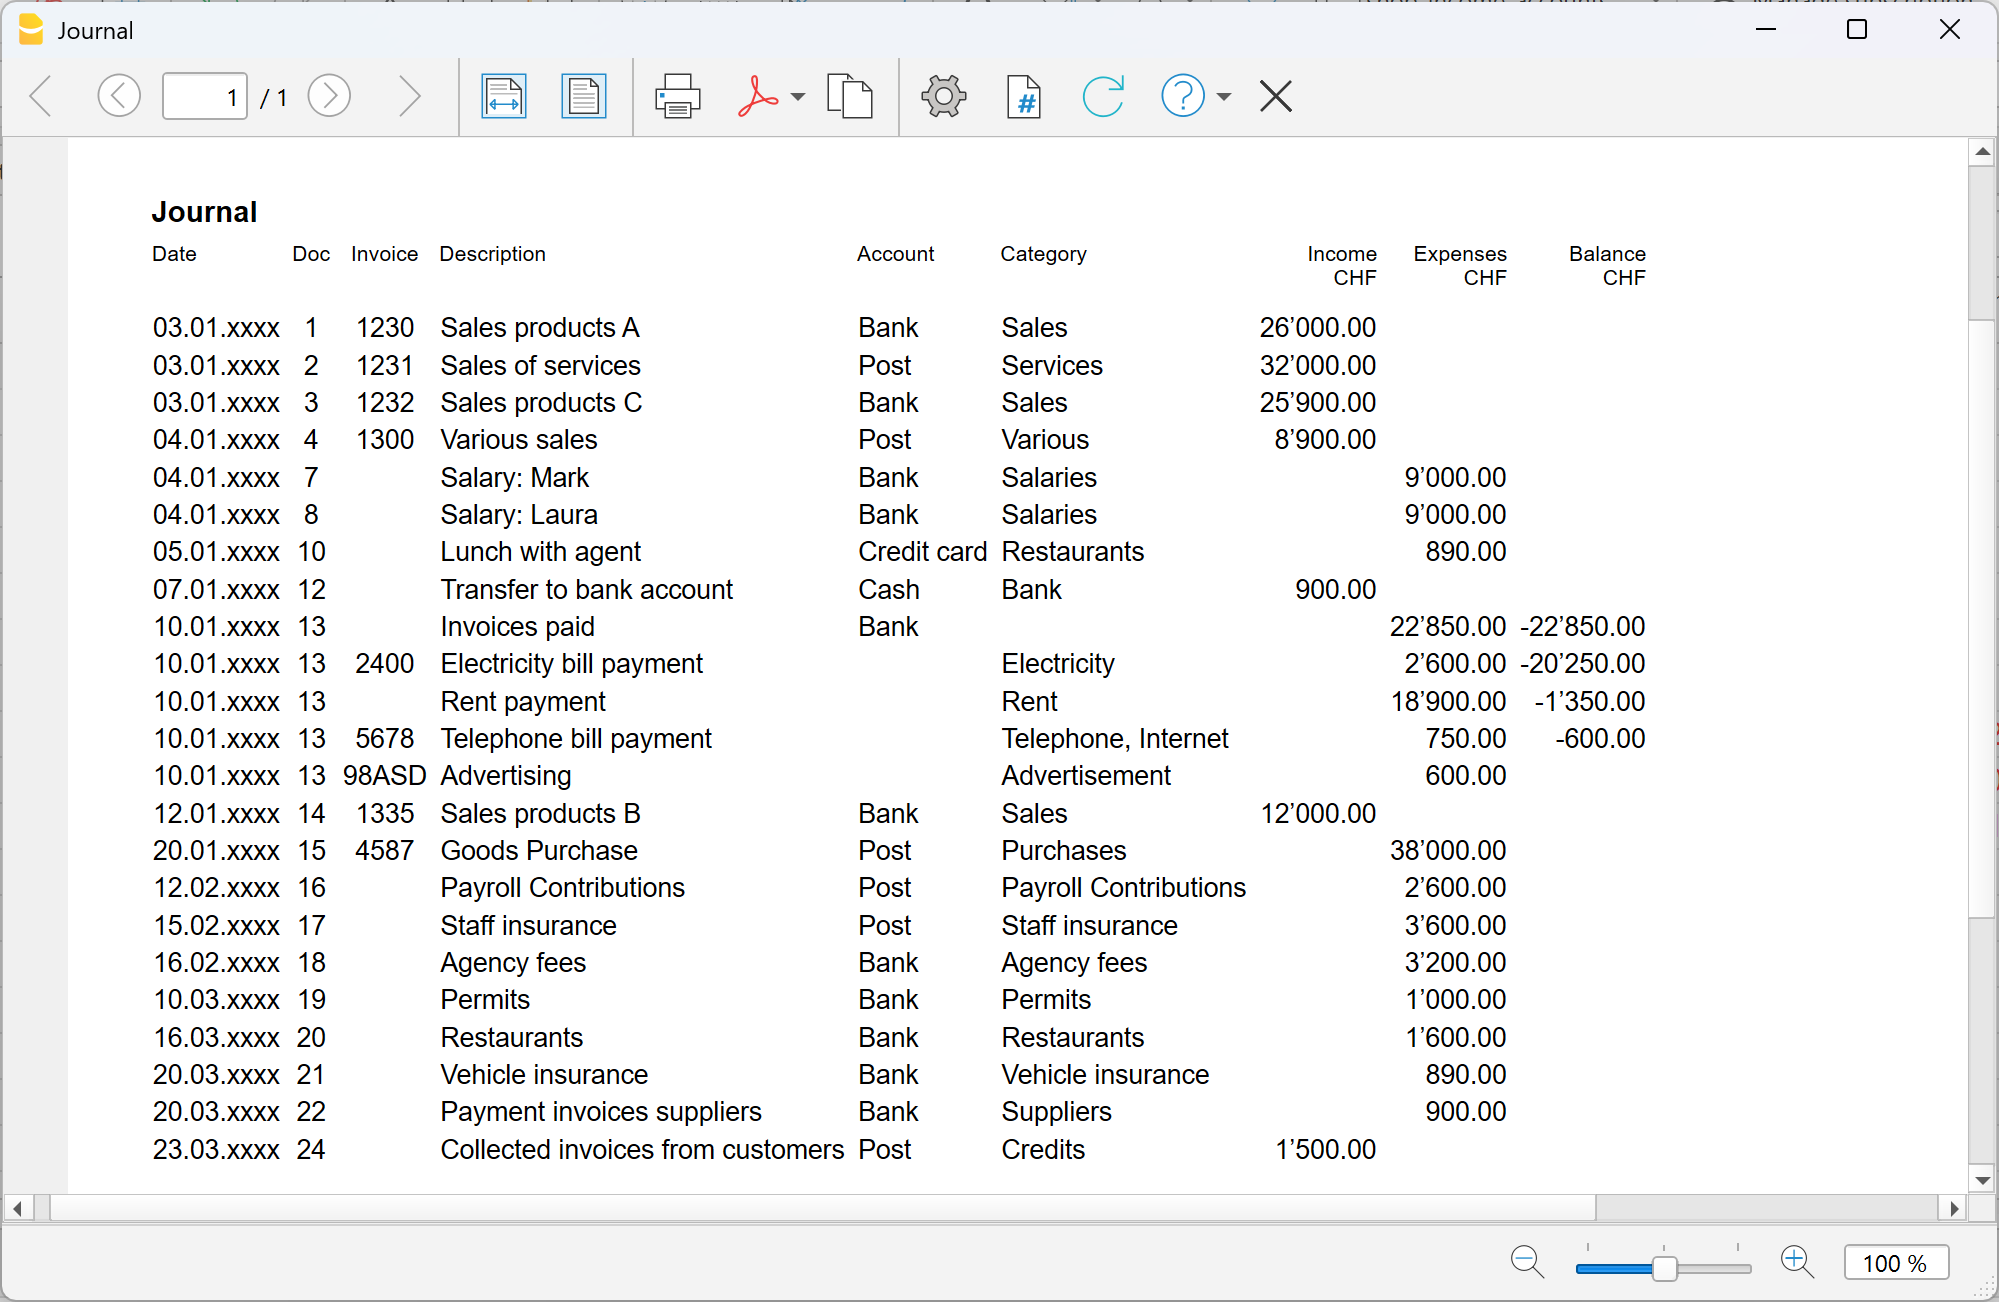 Journal
1 / 1
#
?
Journal
Date Doc Invoice Description Account Category Income Expenses Balance
CHF CHF CHF
03.01.xxxx 1 1230 Sales products A Bank Sales 26’000.00
03.01.xxxx 2 1231 Sales of services Post Services 32’000.00
03.01.xxxx 3 1232 Sales products C Bank Sales 25’900.00
04.01.xxxx 4 1300 Various sales Post Various 8’900.00
04.01.xxxx 7 Salary: Mark Bank Salaries 9’000.00
04.01.xxxx 8 Salary: Laura Bank Salaries 9’000.00
05.01.xxxx 10 Lunch with agent Credit card Restaurants 890.00
07.01.xxxx 12 Transfer to bank account Cash Bank 900.00
10.01.xxxx 13 Invoices paid Bank 22’850.00 -22’850.00
10.01.xxxx 13 2400 Electricity bill payment Electricity 2’600.00 -20’250.00
10.01.xxxx 13 Rent payment Rent 18’900.00 -1’350.00
10.01.xxxx 13 5678 Telephone bill payment Telephone, Internet 750.00 -600.00
10.01.xxxx 13 98ASD Advertising Advertisement 600.00
12.01.xxxx 14 1335 Sales products B Bank Sales 12’000.00
20.01.xxxx 15 4587 Goods Purchase Post Purchases 38’000.00
12.02.xxxx 16 Payroll Contributions Post Payroll Contributions 2’600.00
15.02.xxxx 17 Staff insurance Post Staff insurance 3’600.00
16.02.xxxx 18 Agency fees Bank Agency fees 3’200.00
10.03.xxxx 19 Permits Bank Permits 1’000.00
16.03.xxxx 20 Restaurants Bank Restaurants 1’600.00
20.03.xxxx 21 Vehicle insurance Bank Vehicle insurance 890.00
20.03.xxxx 22 Payment invoices suppliers Bank Suppliers 900.00
23.03.xxxx 24 Collected invoices from customers Post Credits 1’500.00
100 %